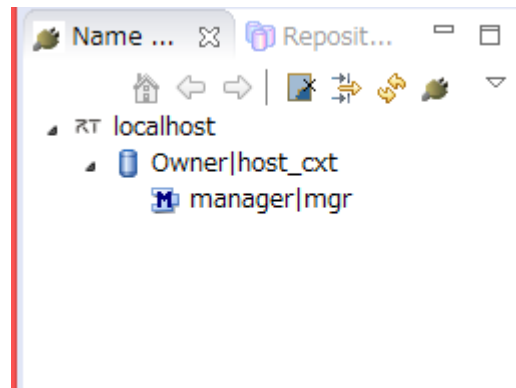 Name ... Reposit...
RT localhost
Owner|host_cxt
M manager|mgr